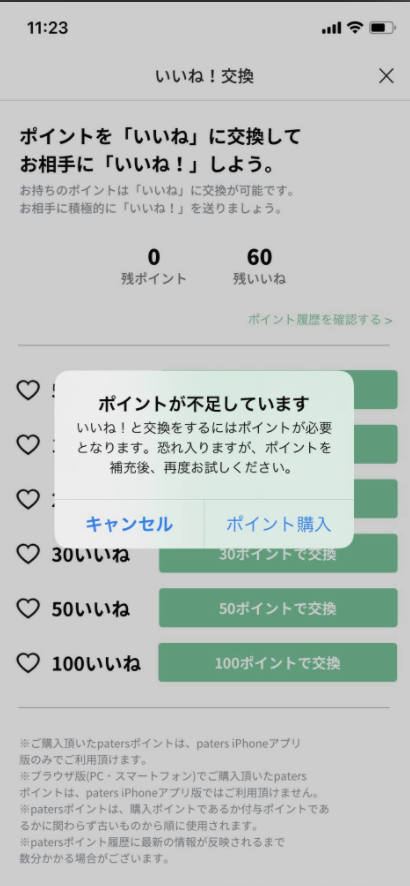 11:23
いいね！交換
ポイントを「いいね」に交換して
お相手に「いいね！」しよう。
お持ちのポイントは「いいね」に交換が可能です。
お相手に積極的に「いいね！」を送りましょう。
0
60
残ポイント
残いいね
ポイント履歴を確認する >
ポイントが不足しています
いいね！と交換をするにはポイントが必要
となります。恐れ入りますが、ポイントを
補充後、再度お試しください。
キャンセル
ポイント購入
30いいね
30ポイントで交換
50いいね
50ポイントで交換
100いいね
100ポイントで交換
※ご購入頂いたpatersポイントは、paters iPhoneアプリ
版のみでご利用頂けます。
※ブラウザ版(PC・スマートフォン)でご購入頂いたpaters
ポイントは、paters iPhoneアプリ版ではご利用頂けません。
※patersポイントは、購入ポイントであるか付与ポイントであ
るかに関わらず古いものから順に使用されます。
※patersポイント履歴に最新の情報が反映されるまで
数分かかる場合がございます。